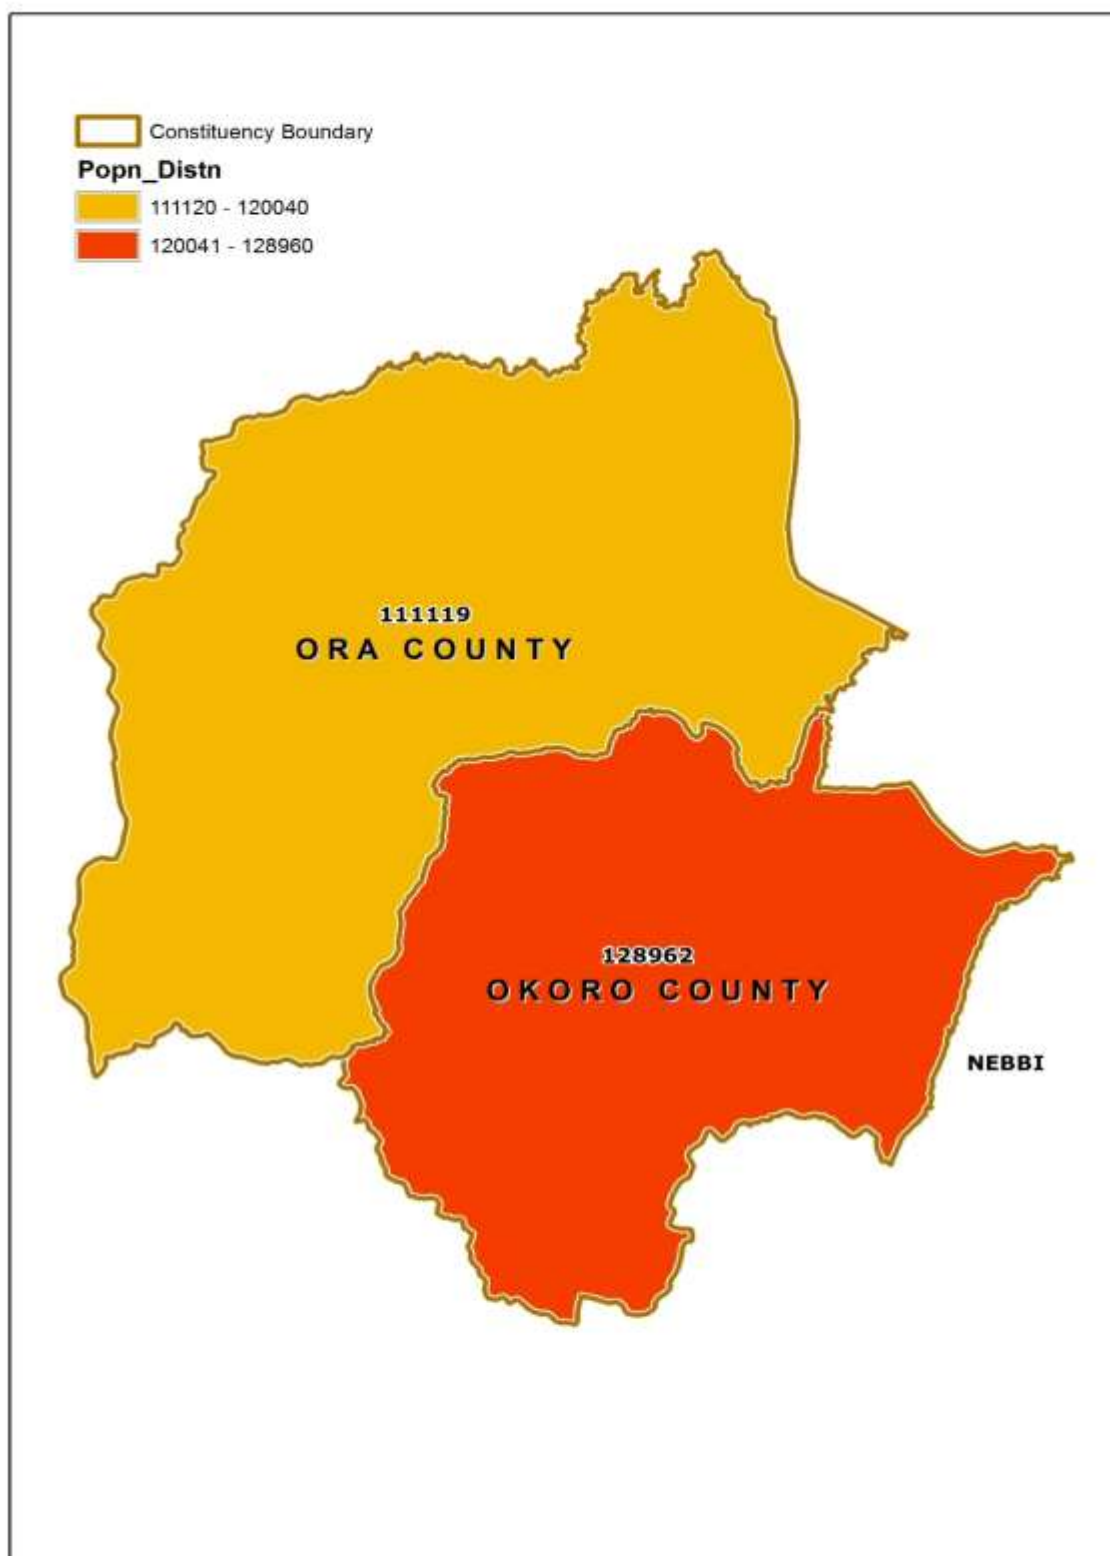 Constituency Boundary
Popn_Distn
111120 - 120040
120041 - 128960
111119
ORA COUNTY
128962
OKORO COUNTY
NEBBI